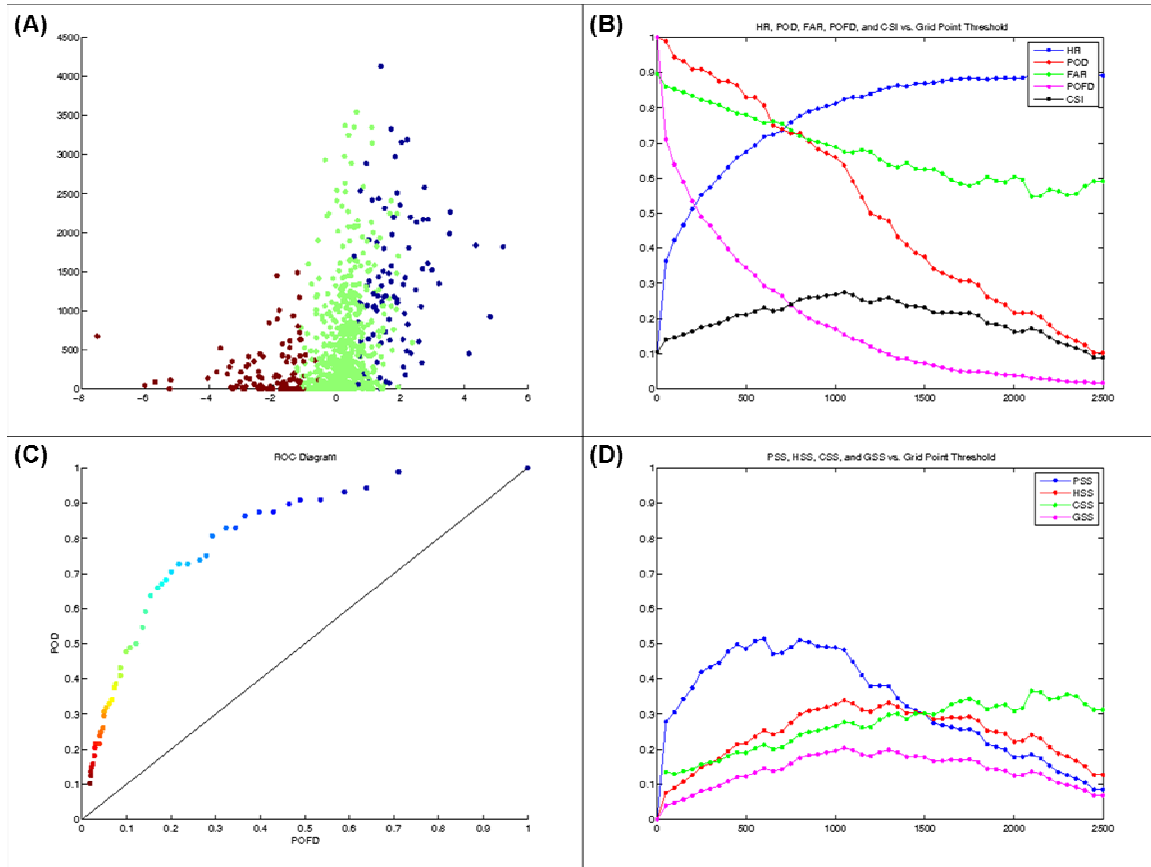 (A)
4500
4000
3500
3000
2500
2000
1500
1000
500
0
−8 −6 −4 −2 0 2 4 6
(B)
HR, POD, FAR, POFD, and CSI vs. Grid Point Threshold
1
0.9
0.8
0.7
0.6
0.5
0.4
0.3
0.2
0.1
0
0 500 1000 1500 2000 2500
HR
POD
FAR
POFD
CSI
(C)
ROC Diagram
1
0.9
0.8
0.7
0.6
0.5
0.4
0.3
0.2
0.1
0
POD
0 0.1 0.2 0.3 0.4 0.5 0.6 0.7 0.8 0.9 1
POFD
(D)
PSS, HSS, CSS, and GSS vs. Grid Point Threshold
1
0.9
0.8
0.7
0.6
0.5
0.4
0.3
0.2
0.1
0
0 500 1000 1500 2000 2500
PSS
HSS
CSS
GSS